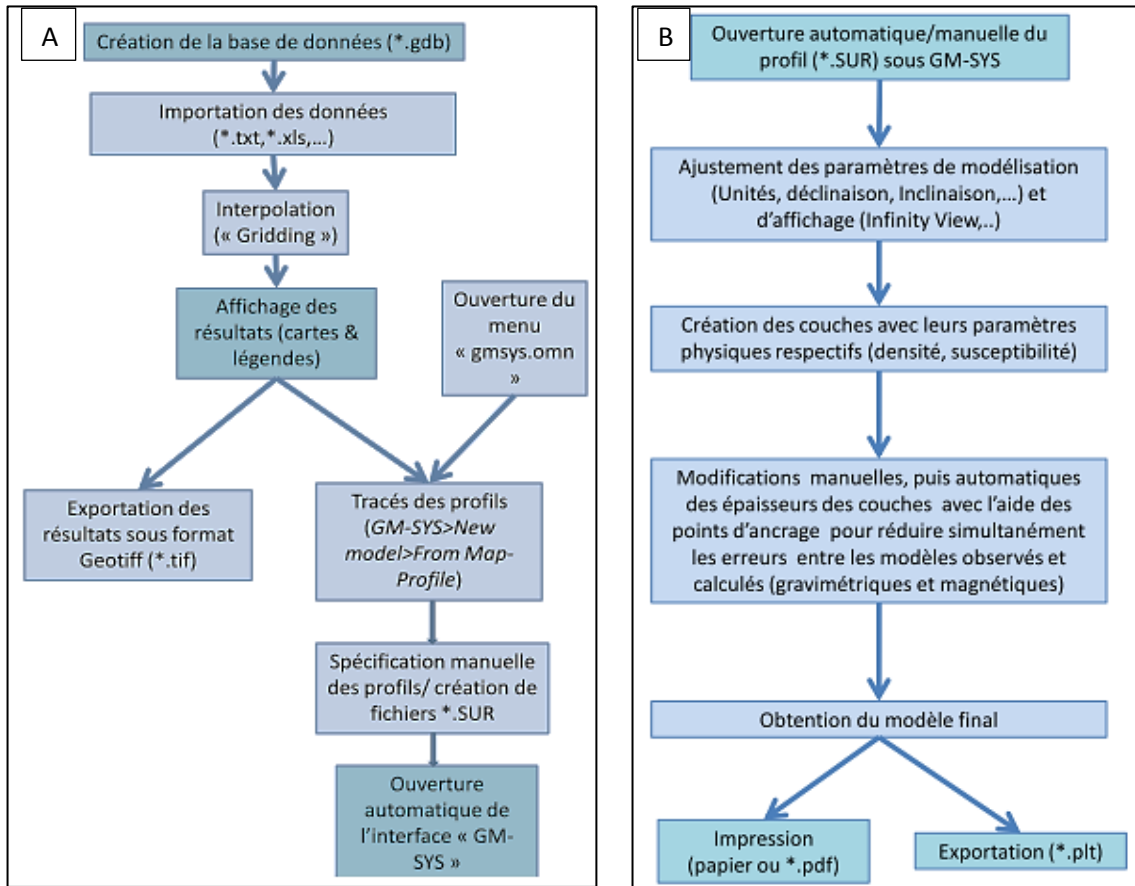 A
Création de la base de données (*.gdb)
Importation des données
(*.txt,*.xls,...)
Interpolation
(« Gridding »)
Affichage des
résultats (cartes &
légendes)
Ouverture du
menu
« gmsys.omn
»
Exportation des
résultats sous format
Geotiff (*.tif)
Tracés des profils
(GM-SYS>New
model>From Map-
Profile)
Spécification manuelle
des profils/ création de
fichiers *.SUR
Ouverture
automatique de
l'interface « GM-
SYS »
B
Ouverture automatique/manuelle du
profil (*.SUR) sous GM-SYS
Ajustement des paramètres de modélisation
(Unités, déclinaison, Inclinaison,...) et
d'affichage (Infinity View,..)
Création des couches avec leurs paramètres
physiques respectifs (densité, susceptibilité)
Modifications manuelles, puis automatiques
des épaisseurs des couches avec l'aide des
points d'ancrage pour réduire simultanément
les erreurs entre les modèles observés et
calculés (gravimétriques et magnétiques)
Obtention du modèle final
Impression
(papier ou *.pdf)
Exportation (*.plt)